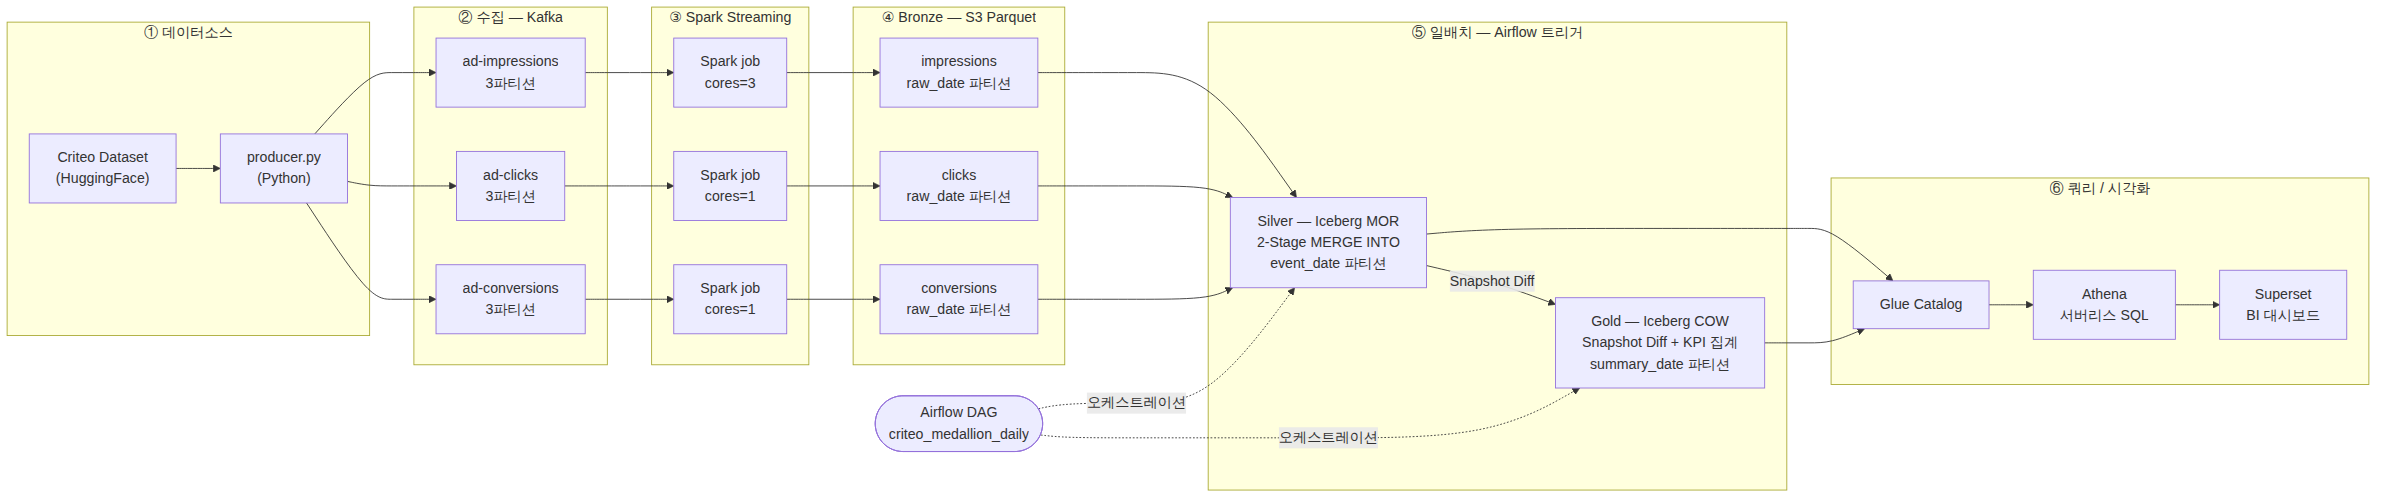 ① 데이터소스
Criteo Dataset
(HuggingFace)
producer.py
(Python)
② 수집 — Kafka
ad-impressions
3파티션
ad-clicks
3파티션
ad-conversions
3파티션
③ Spark Streaming
Spark job
cores=3
Spark job
cores=1
Spark job
cores=1
④ Bronze — S3 Parquet
impressions
raw_date 파티션
clicks
raw_date 파티션
conversions
raw_date 파티션
Airflow DAG
criteo_medallion_daily
오케스트레이션
오케스트레이션
⑤ 일배치 — Airflow 트리거
Silver — Iceberg MOR
2-Stage MERGE INTO
event_date 파티션
Snapshot Diff
Gold — Iceberg COW
Snapshot Diff + KPI 집계
summary_date 파티션
⑥ 쿼리 / 시각화
Glue Catalog
Athena
서버리스 SQL
Superset
BI 대시보드